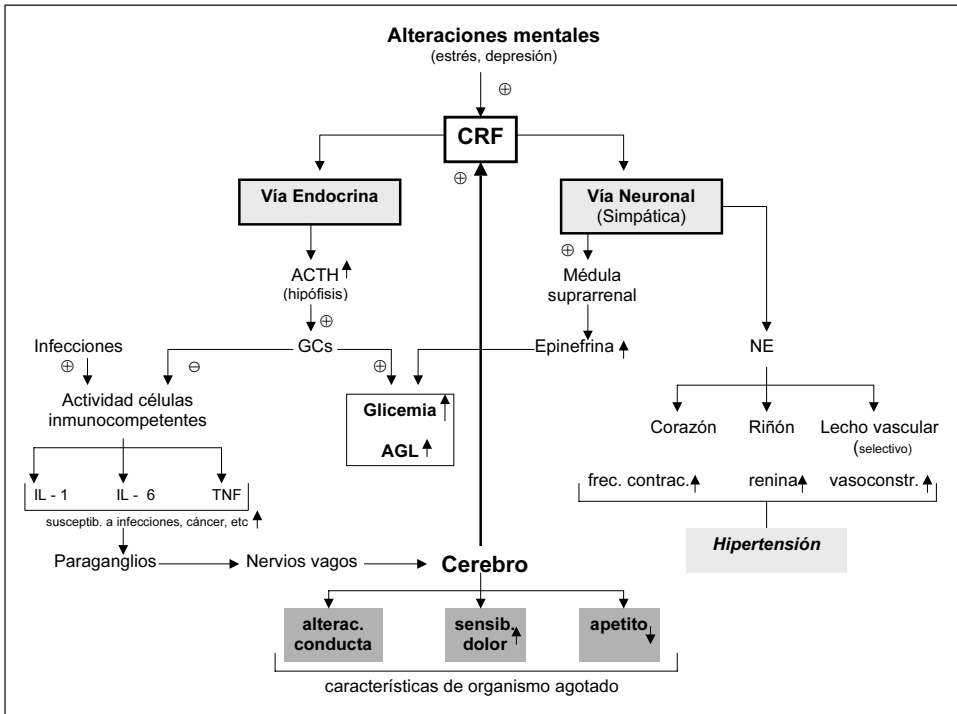 Alteraciones mentales
(estrés, depresión)
⊕
CRF
⊕
Vía Endocrina
Vía Neuronal
(Simpática)
⊕
ACTH
(hipófisis)
Médula
suprarrenal
⊕
Infecciones
GCs
Epinefrina
NE
⊕
⊖
⊕
Actividad células
inmunocompetentes
Glicemia
AGL
Corazón
Riñón
Lecho vascular
(selectivo)
frec. contrac.
renina
vasoconstr.
IL - 1
IL - 6
TNF
susceptib. a infecciones, cáncer, etc
Hipertensión
Paraganglios
Nervios vagos
Cerebro
alterac.
conducta
sensib.
dolor
apetito
características de organismo agotado